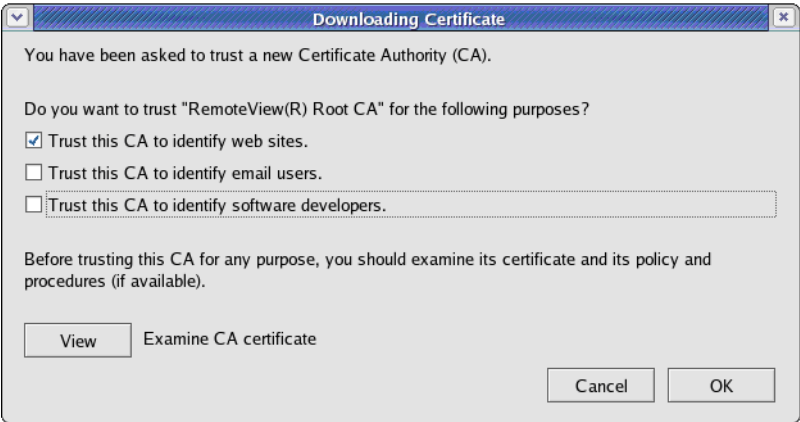 Downloading Certificate
You have been asked to trust a new Certificate Authority (CA).
Do you want to trust "RemoteView(R) Root CA" for the following purposes?
Trust this CA to identify web sites.
Trust this CA to identify email users.
Trust this CA to identify software developers.
Before trusting this CA for any purpose, you should examine its certificate and its policy and
procedures (if available).
View Examine CA certificate
Cancel OK